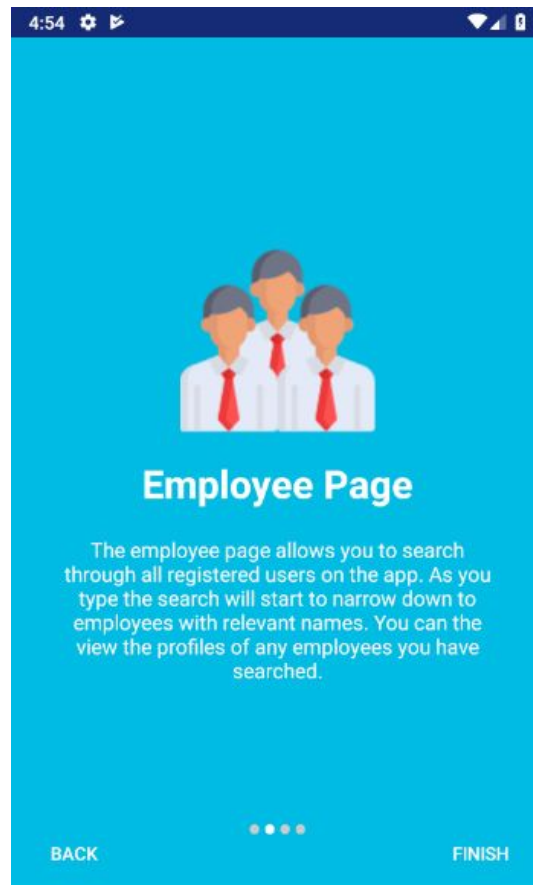 4:54
Employee Page
The employee page allows you to search
through all registered users on the app. As you
type the search will start to narrow down to
employees with relevant names. You can the
view the profiles of any employees you have
searched.
BACK
FINISH